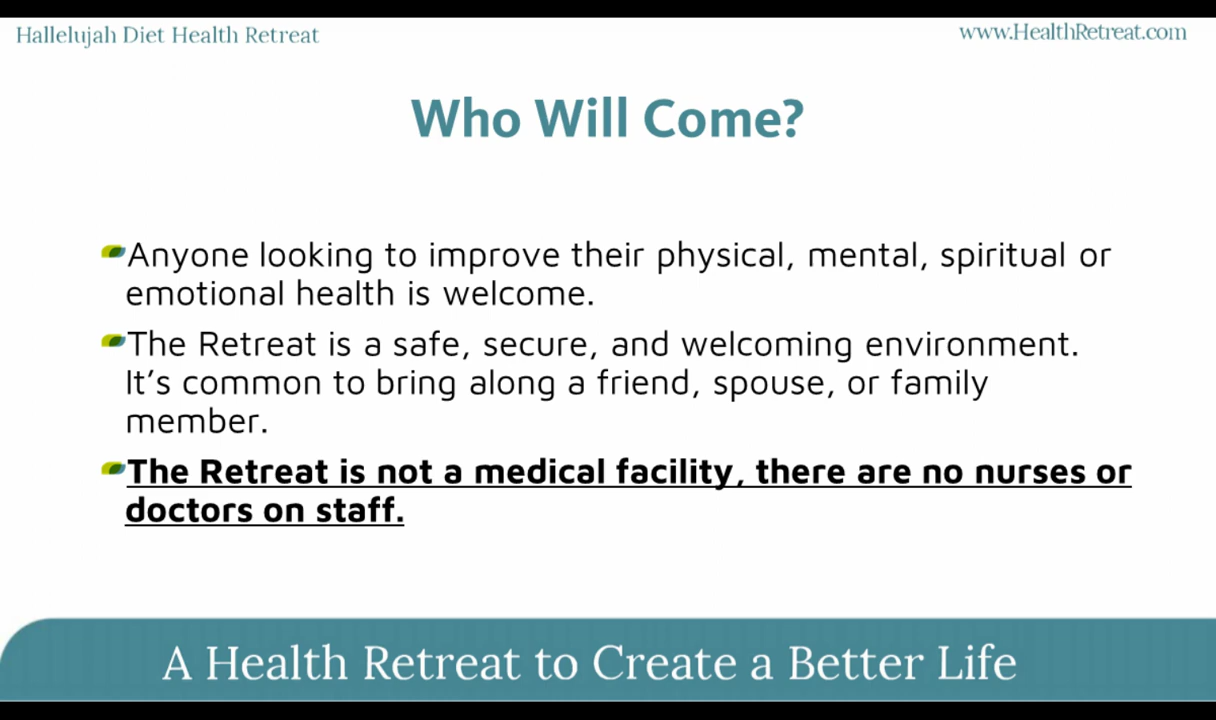 Hallelujah Diet Health Retreat
www.HealthRetreat.com
Who Will Come?
Anyone looking to improve their physical, mental, spiritual or
emotional health is welcome.
The Retreat is a safe, secure, and welcoming environment.
It’s common to bring along a friend, spouse, or family
member.
The Retreat is not a medical facility, there are no nurses or
doctors on staff.
A Health Retreat to Create a Better Life